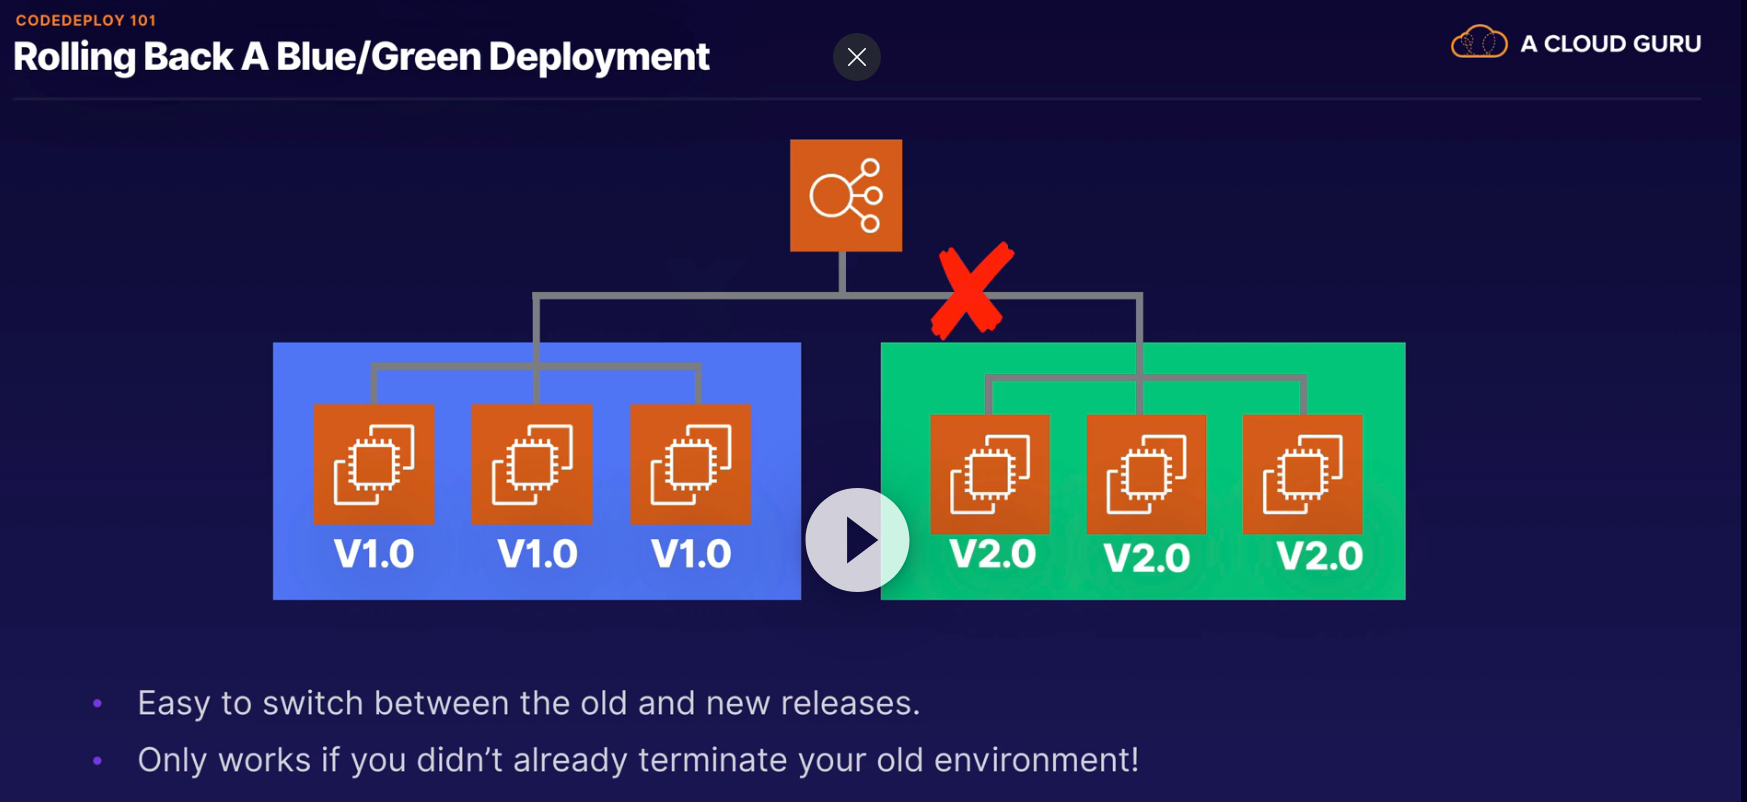 CODEDEPLOY 101
Rolling Back A Blue/Green Deployment
A CLOUD GURU
V1.0 V1.0 V1.0
V2.0 V2.0 V2.0
• Easy to switch between the old and new releases.
• Only works if you didn’t already terminate your old environment!